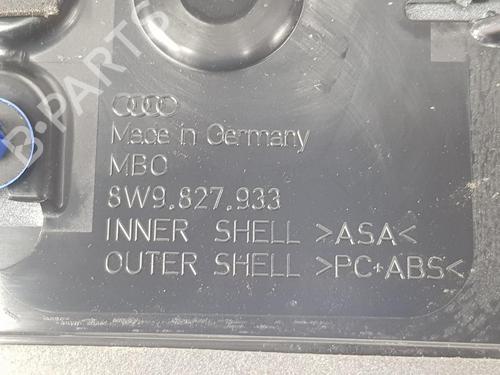 B-PARTS
Made in Germany
MBO
8W9.827.933
INNER SHELL >ASA<
OUTER SHELL >PC+ABS<